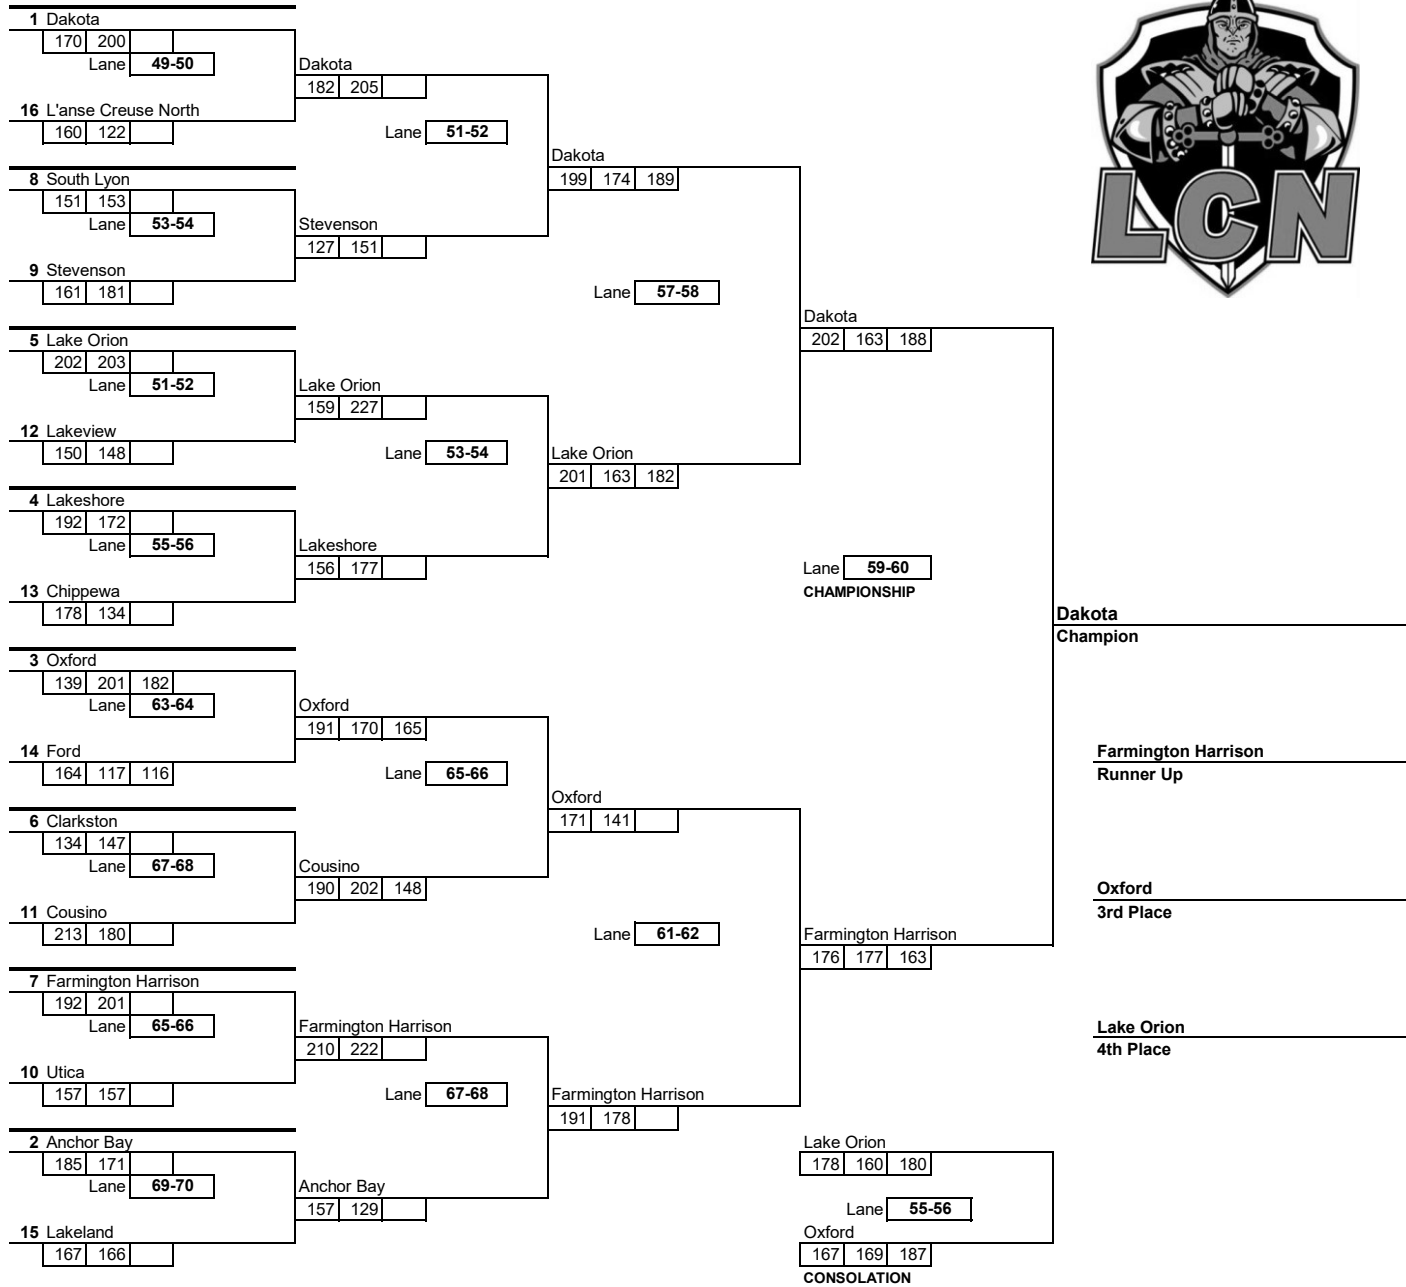 1 Dakota
170 200
Lane 49-50
16 L'anse Creuse North
160 122
8 South Lyon
151 153
Lane 53-54
9 Stevenson
161 181
5 Lake Orion
202 203
Lane 51-52
12 Lakeview
150 148
4 Lakeshore
192 172
Lane 55-56
13 Chippewa
178 134
3 Oxford
139 201 182
Lane 63-64
14 Ford
164 117 116
6 Clarkston
134 147
Lane 67-68
11 Cousino
213 180
7 Farmington Harrison
192 201
Lane 65-66
10 Utica
157 157
2 Anchor Bay
185 171
Lane 69-70
15 Lakeland
167 166
Dakota
182 205
Lane 51-52
Stevenson
127 151
Lake Orion
159 227
Lane 53-54
Lakeshore
156 177
Oxford
191 170 165
Lane 65-66
Cousino
190 202 148
Farmington Harrison
210 222
Lane 67-68
Anchor Bay
157 129
Dakota
199 174 189
Lane 57-58
Lake Orion
201 163 182
Oxford
171 141
Lane 61-62
Farmington Harrison
191 178
Dakota
202 163 188
Lane 59-60
CHAMPIONSHIP
Farmington Harrison
176 177 163
Lake Orion
178 160 180
Lane 55-56
Oxford
167 169 187
CONSOLATION
LCN
Dakota
Champion
Farmington Harrison
Runner Up
Oxford
3rd Place
Lake Orion
4th Place